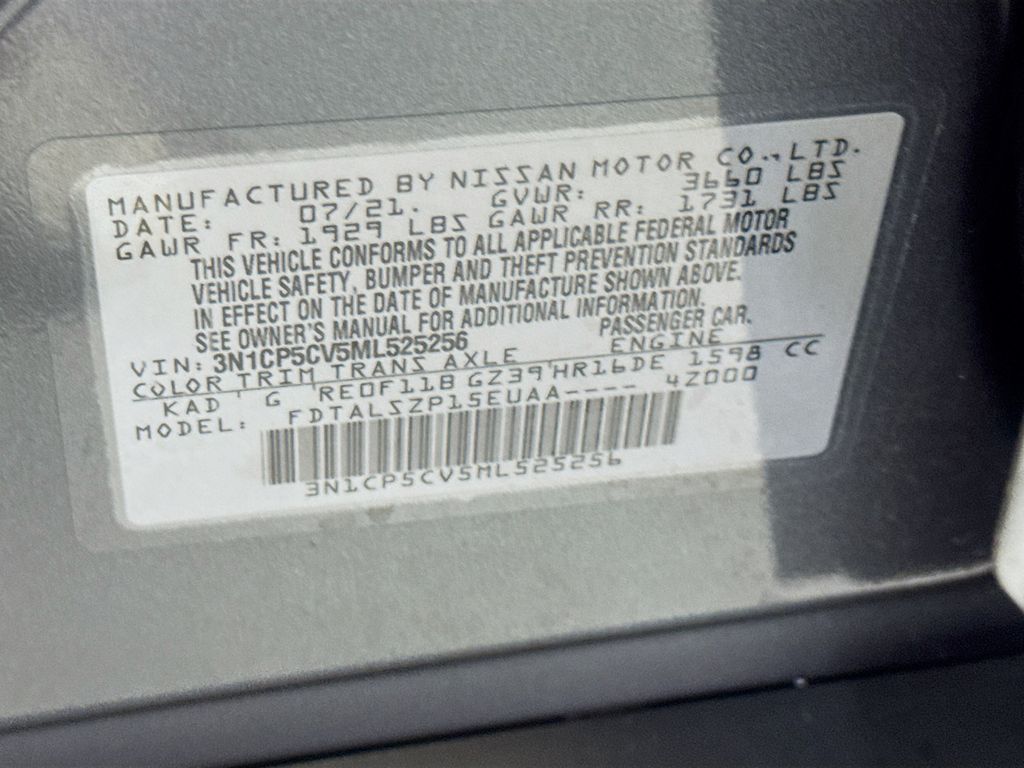 MANUFACTURED BY NISSAN MOTOR CO., LTD.
DATE: 07/21. GVWR: 3660 LBS
GAWR FR: 1929 LBS GAWR RR: 1731 LBS
THIS VEHICLE CONFORMS TO ALL APPLICABLE FEDERAL MOTOR
VEHICLE SAFETY, BUMPER AND THEFT PREVENTION STANDARDS
IN EFFECT ON THE DATE OF MANUFACTURE SHOWN ABOVE.
SEE OWNER'S MANUAL FOR ADDITIONAL INFORMATION.
VIN: 3N1CP5CV5ML525256 PASSENGER CAR.
COLOR TRIM TRANS AXLE ENGINE
KAD G RE0F11B GZ39 HR16DE 1598 CC
MODEL: FDTALSZP15EUAA---- 4Z000
3N1CP5CV5ML525256